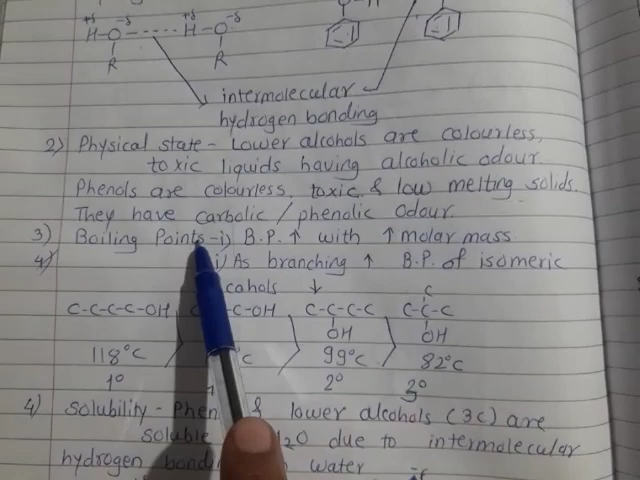 +δ -δ +δ -δ
H-O------H-O
R R
intermolecular
hydrogen bonding
2) Physical state - Lower alcohols are colourless,
toxic liquids having alcoholic odour
Phenols are colourless, toxic & low melting solids.
They have carbolic / phenolic odour.
3) Boiling Points - i) B.P. ↑ with ↑ molar mass
4) ii) As branching ↑ B.P. of isomeric
↓
C-C-C-C-OH C-OH C-C-C-C C-C-C
C
OH OH
118°C > °C > 99°C > 82°C
1° 2° 3°
4) Solubility - & lower alcohols (3C) are
soluble due to intermolecular
hydrogen water